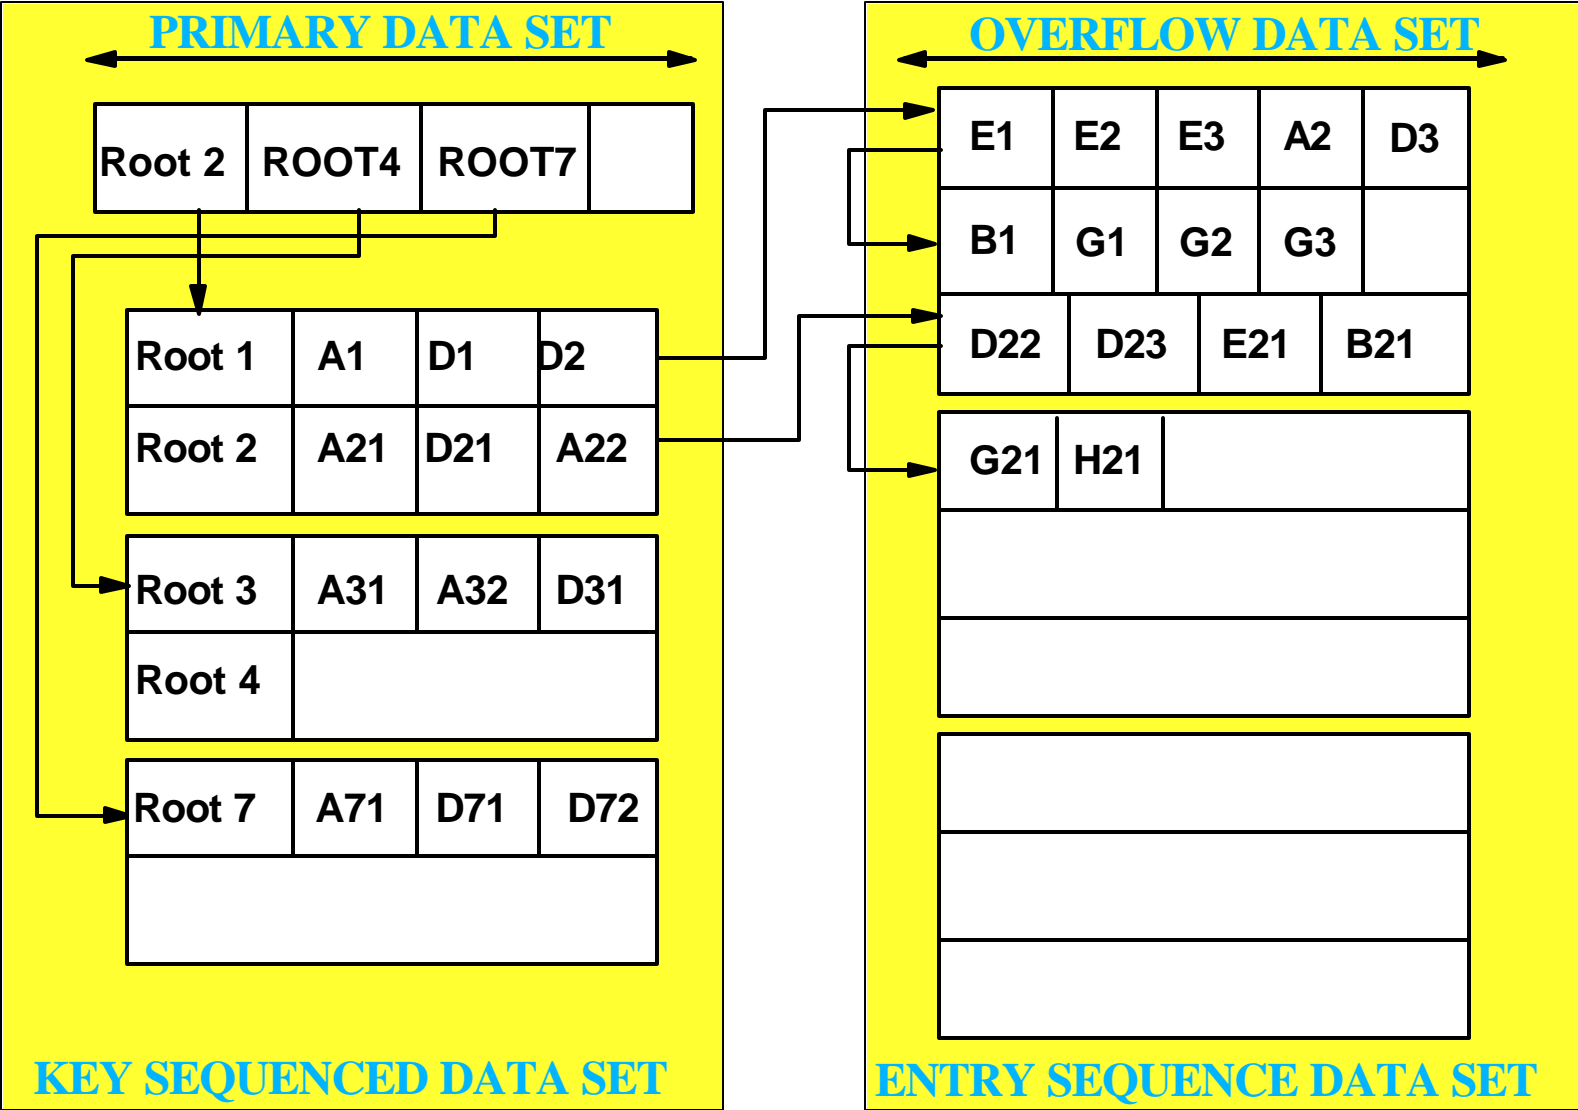 PRIMARY DATA SET
Root 2 ROOT4 ROOT7
Root 1 A1 D1 D2
Root 2 A21 D21 A22
Root 3 A31 A32 D31
Root 4
Root 7 A71 D71 D72
KEY SEQUENCED DATA SET
OVERFLOW DATA SET
E1 E2 E3 A2 D3
B1 G1 G2 G3
D22 D23 E21 B21
G21 H21
ENTRY SEQUENCE DATA SET